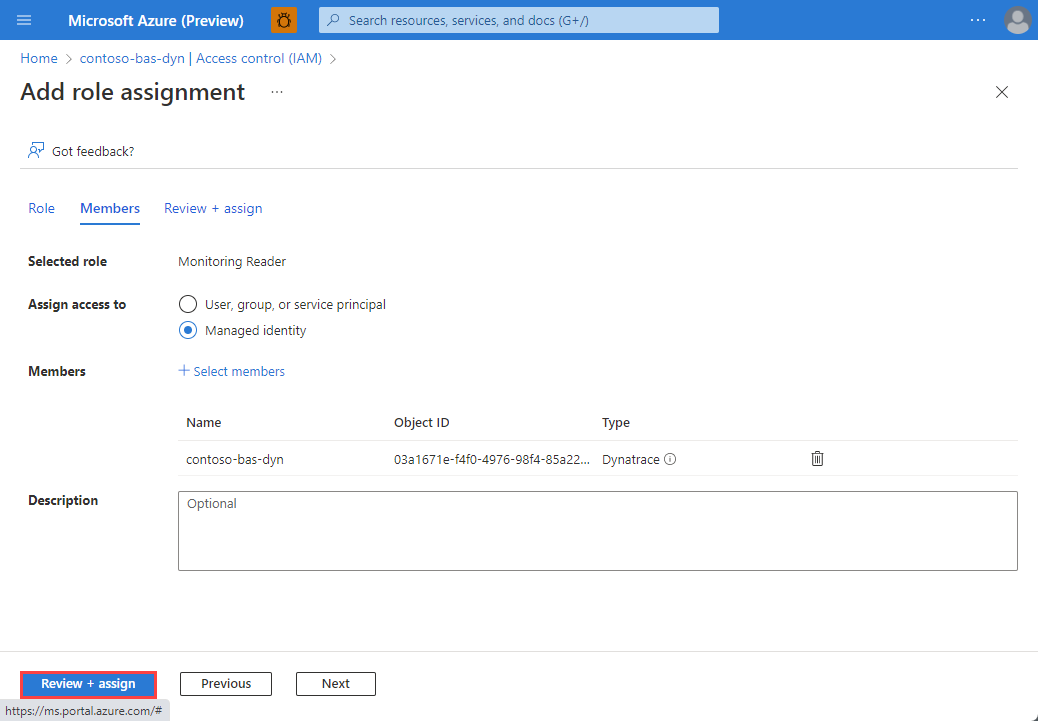 Microsoft Azure (Preview)
Search resources, services, and docs (G+/)
Home > contoso-bas-dyn | Access control (IAM) >
Add role assignment ...
Got feedback?
Role Members Review + assign
Selected role Monitoring Reader
Assign access to User, group, or service principal
Managed identity
Members + Select members
Name Object ID Type
contoso-bas-dyn 03a1671e-f4f0-4976-98f4-85a22... Dynatrace
Description Optional
Review + assign Previous Next
https://ms.portal.azure.com/#